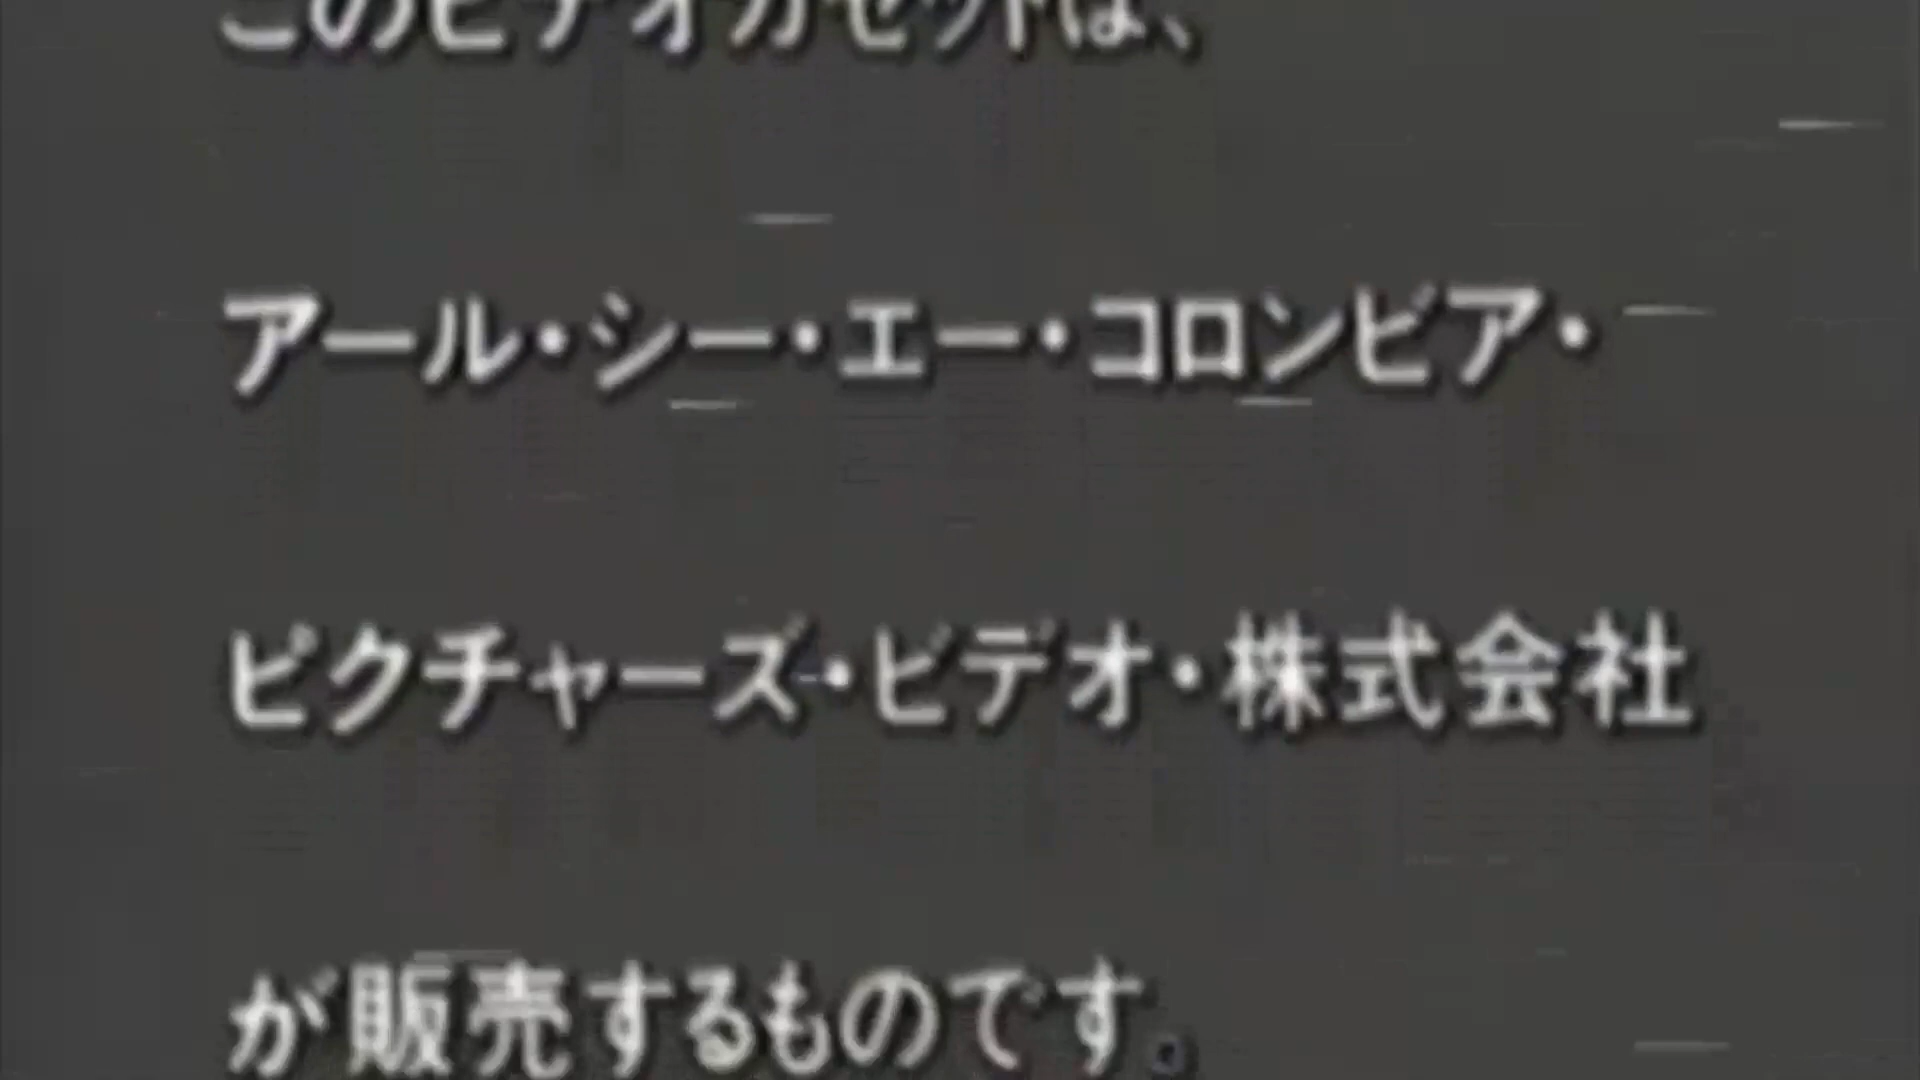 このビデオカセットは、
アール・シー・エー・コロンビア・
ピクチャーズ・ビデオ・株式会社
が販売するものです。